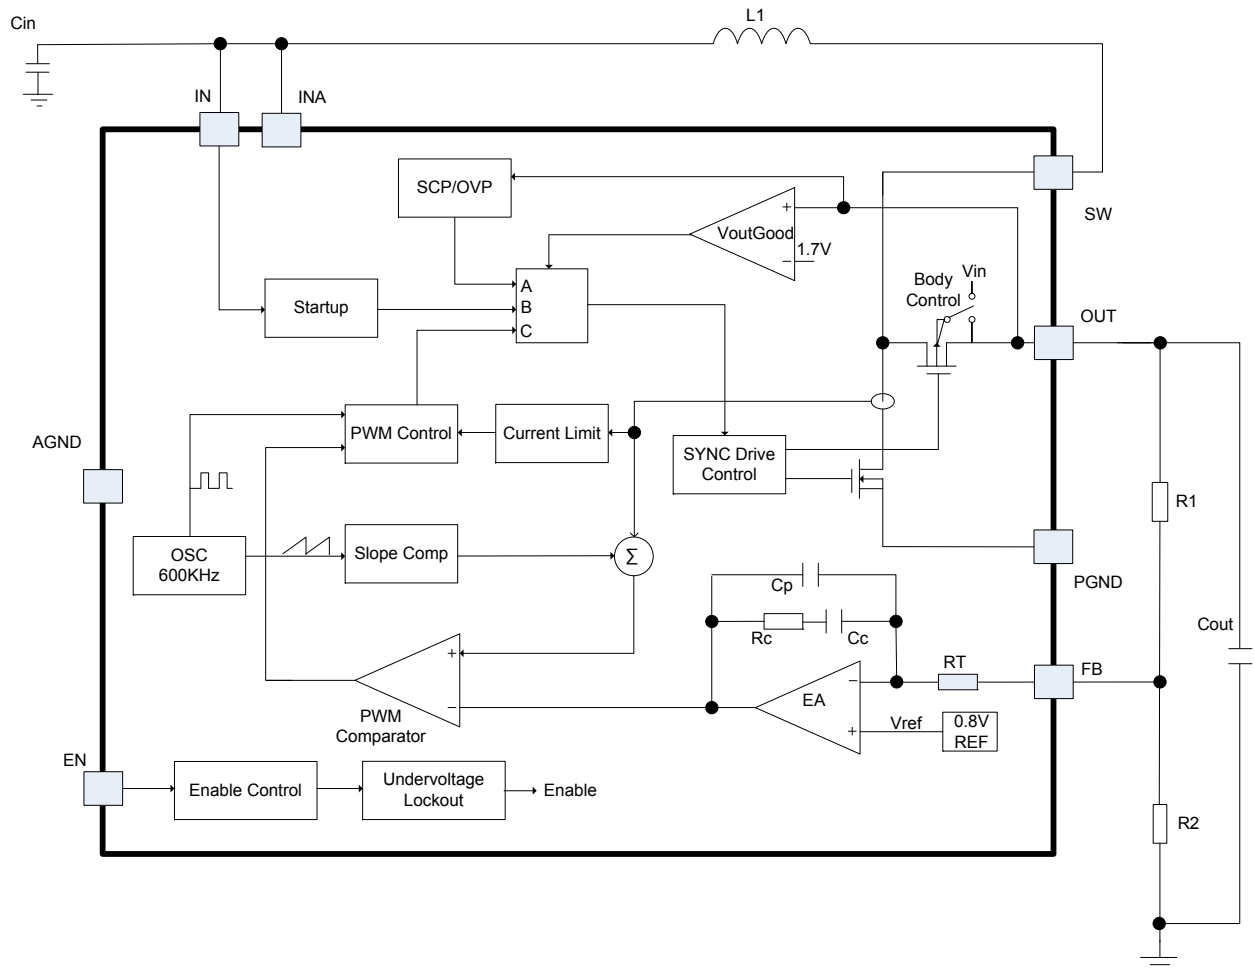 Cin
L1
IN
INA
SCP/OVP
SW
+
VoutGood
1.7V
−
Body
Control
Vin
A
B
C
Startup
OUT
AGND
PWM Control
Current Limit
SYNC Drive
Control
R1
OSC
600KHz
Slope Comp
Σ
PGND
Cp
Rc
Cc
Cout
+
−
PWM
Comparator
EA
−
+
RT
FB
Vref
0.8V
REF
EN
Enable Control
Undervoltage
Lockout
Enable
R2